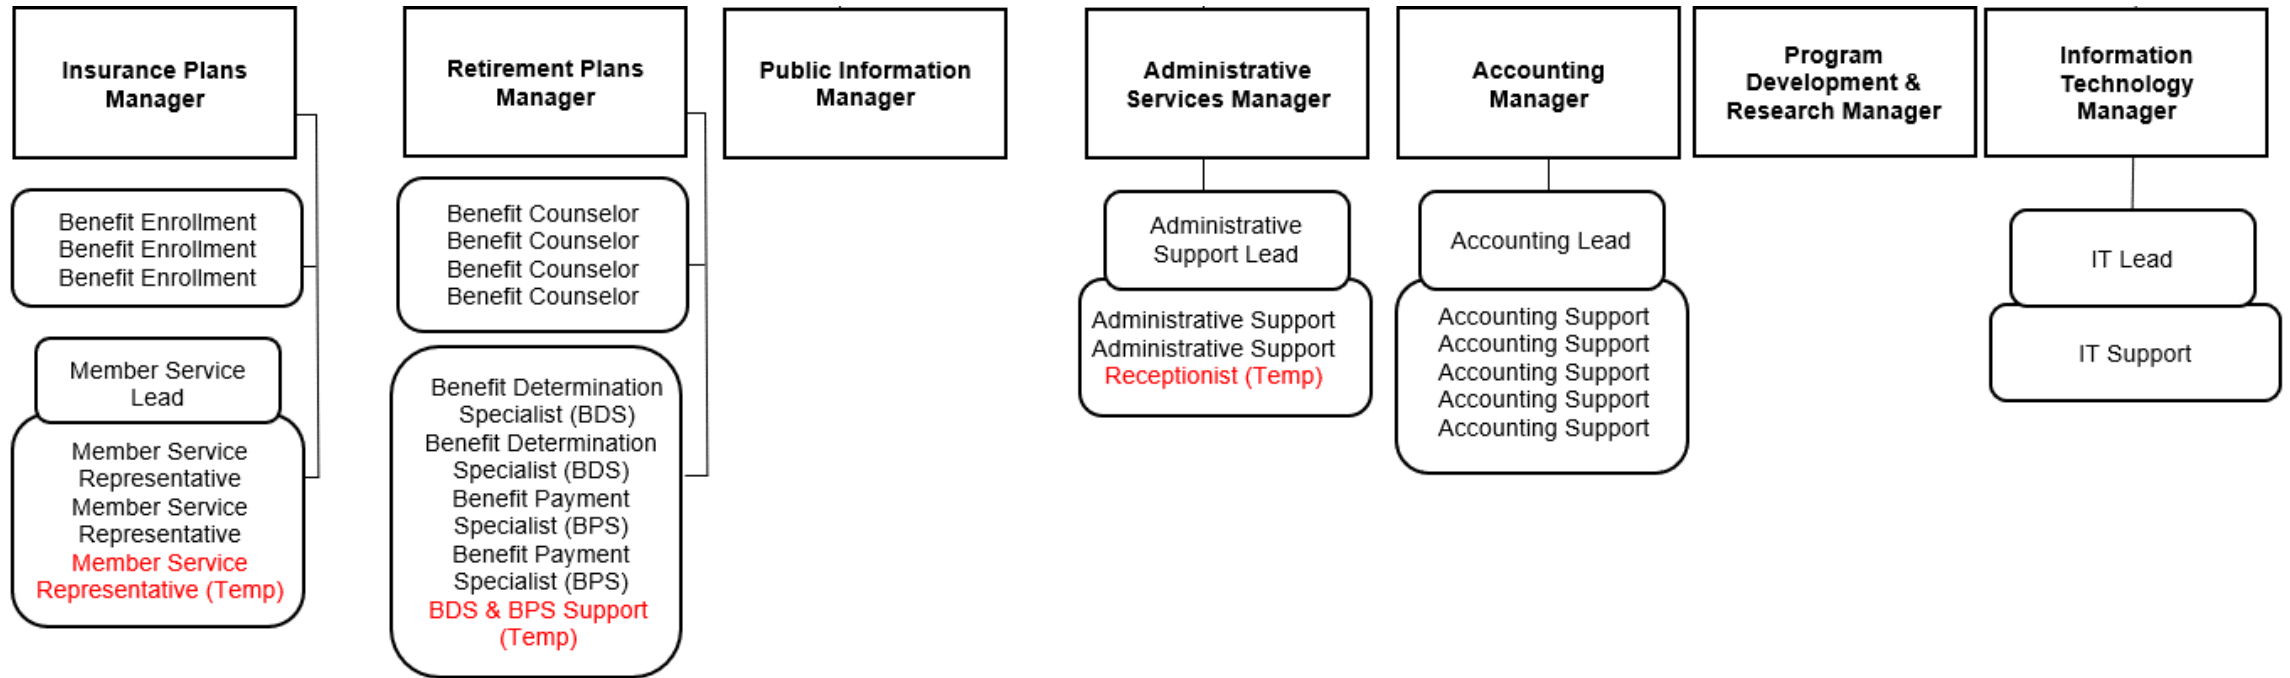 Insurance Plans
Manager
Benefit Enrollment
Benefit Enrollment
Benefit Enrollment
Member Service
Lead
Member Service
Representative
Member Service
Representative
Member Service
Representative (Temp)
Retirement Plans
Manager
Benefit Counselor
Benefit Counselor
Benefit Counselor
Benefit Counselor
Benefit Determination
Specialist (BDS)
Benefit Determination
Specialist (BDS)
Benefit Payment
Specialist (BPS)
Benefit Payment
Specialist (BPS)
BDS & BPS Support
(Temp)
Public Information
Manager
Administrative
Services Manager
Administrative
Support Lead
Administrative Support
Administrative Support
Receptionist (Temp)
Accounting
Manager
Accounting Lead
Accounting Support
Accounting Support
Accounting Support
Accounting Support
Accounting Support
Program
Development &
Research Manager
Information
Technology
Manager
IT Lead
IT Support